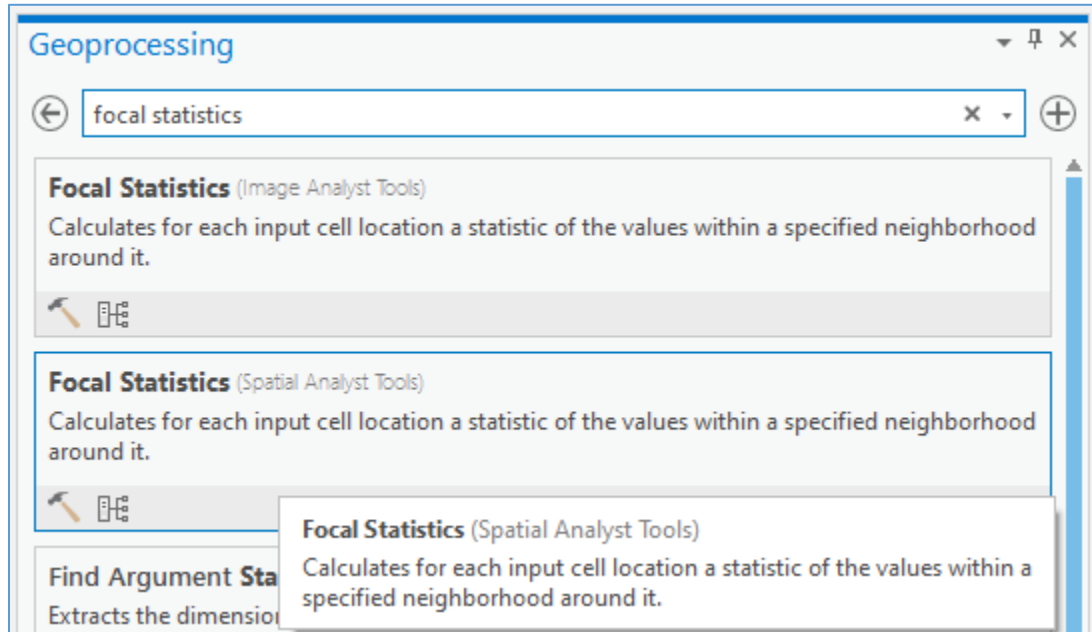 Geoprocessing
focal statistics
Focal Statistics (Image Analyst Tools)
Calculates for each input cell location a statistic of the values within a specified neighborhood
around it.
Focal Statistics (Spatial Analyst Tools)
Calculates for each input cell location a statistic of the values within a specified neighborhood
around it.
Focal Statistics (Spatial Analyst Tools)
Calculates for each input cell location a statistic of the values within a
specified neighborhood around it.
Find Argument Sta
Extracts the dimension